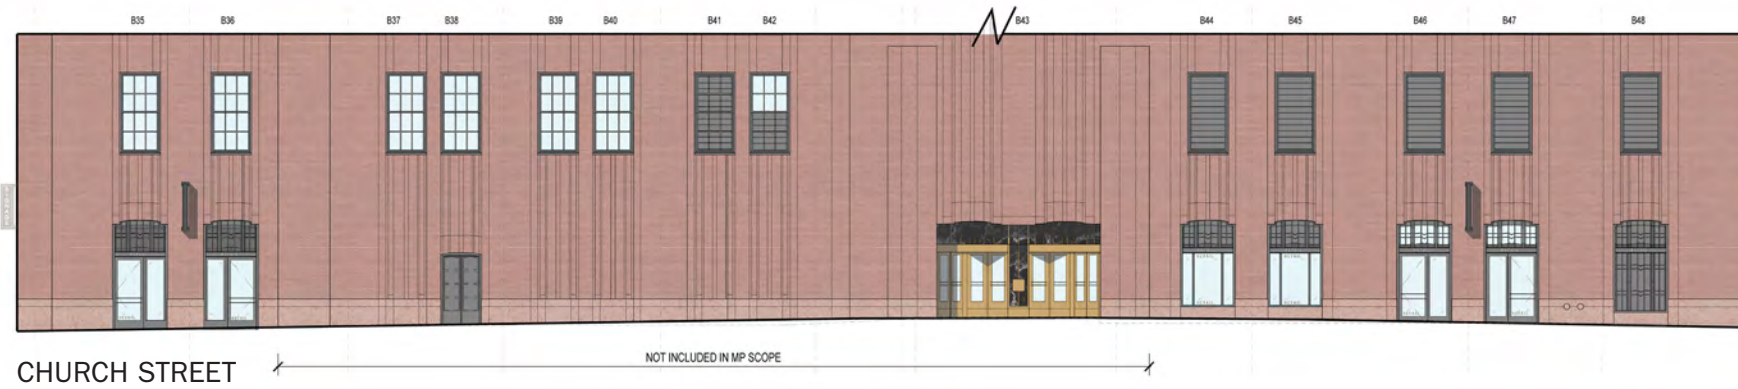 B35 B36 B37 B38 B39 B40 B41 B42 B43 B44 B45 B46 B47 B48
NOT INCLUDED IN MP SCOPE
CHURCH STREET